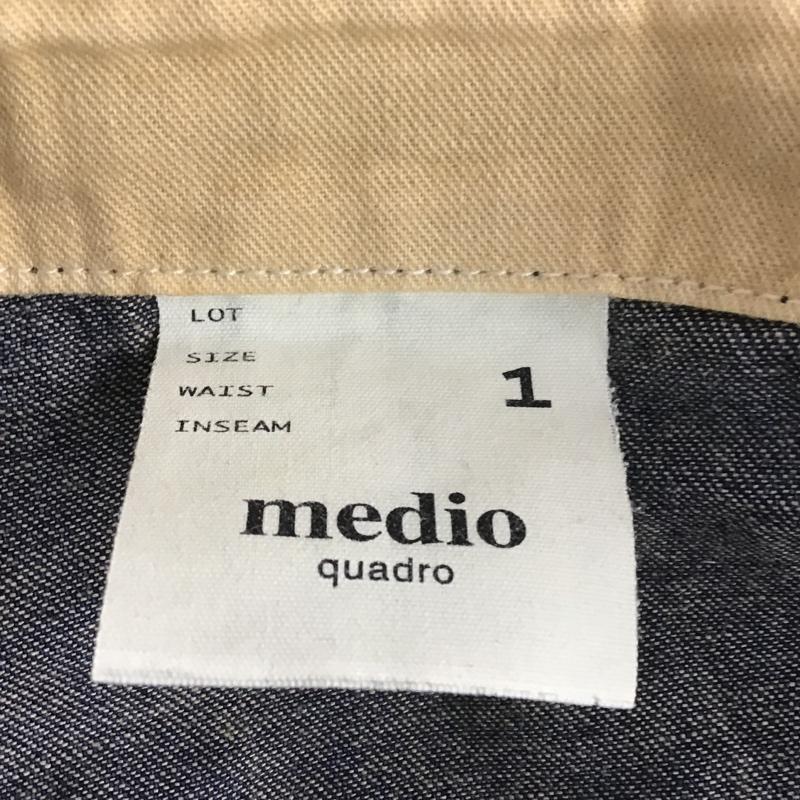 LOT
SIZE
WAIST 1
INSEAM
medio
quadro